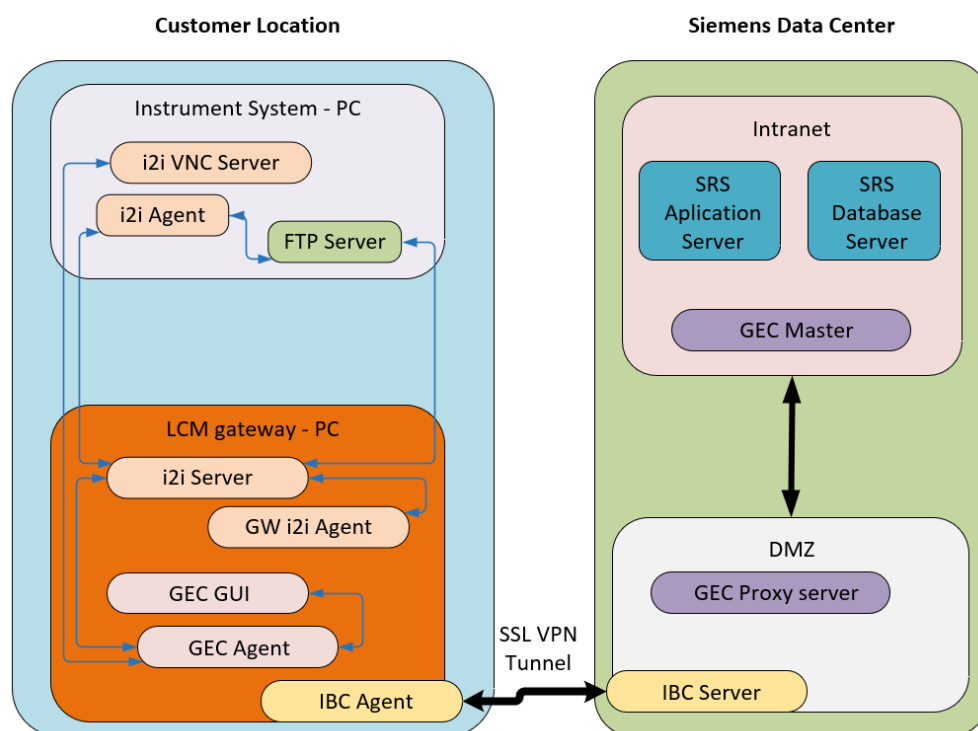 Customer Location
Instrument System - PC
i2i VNC Server
i2i Agent
FTP Server
LCM gateway - PC
i2i Server
GW i2i Agent
GEC GUI
GEC Agent
IBC Agent
SSL VPN
Tunnel
Siemens Data Center
Intranet
SRS
Aplication
Server
SRS
Database
Server
GEC Master
DMZ
GEC Proxy server
IBC Server